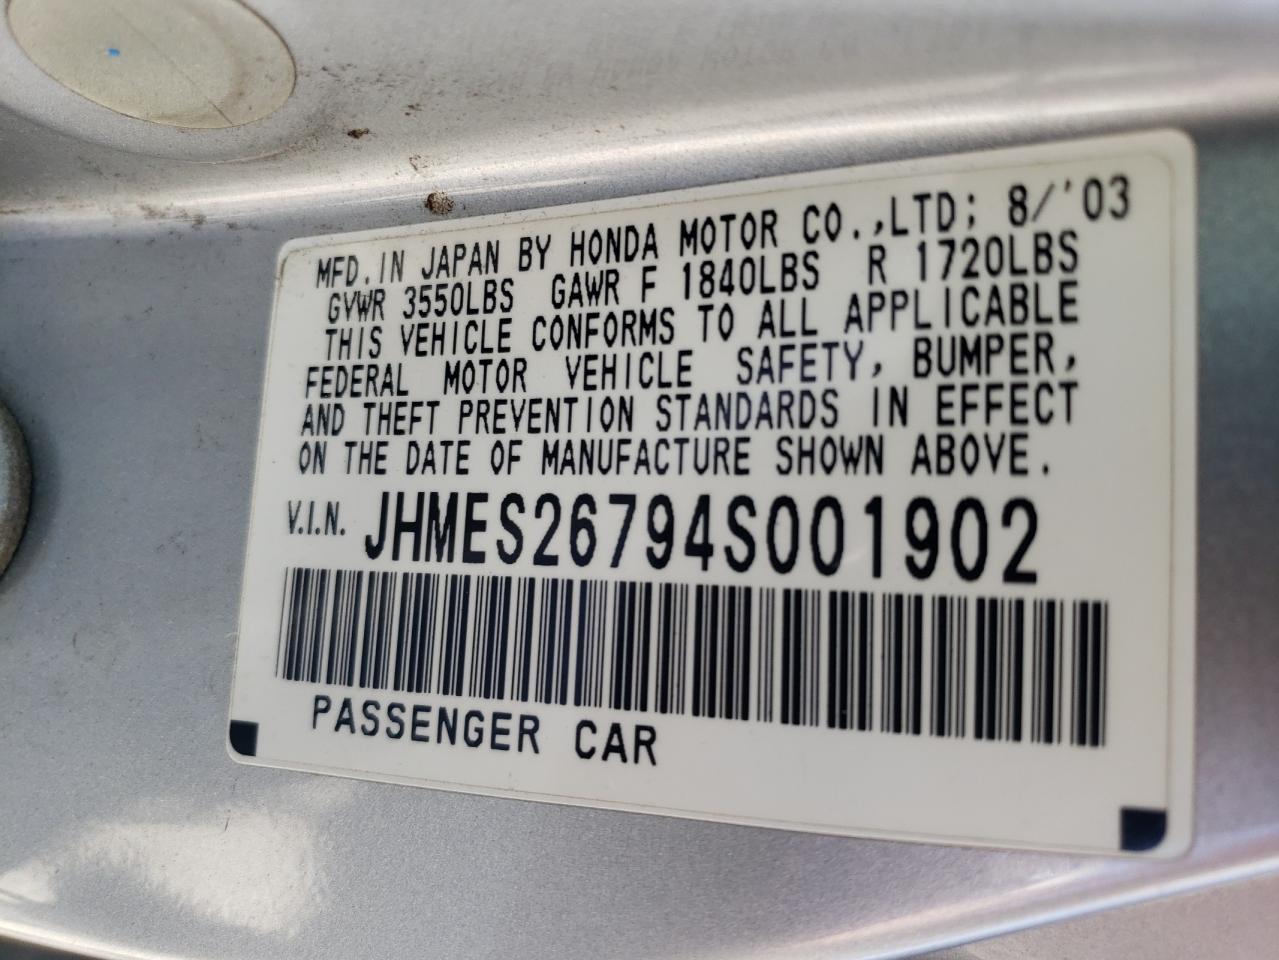 MFD. IN JAPAN BY HONDA MOTOR CO.,LTD; 8/'03
GVWR 3550LBS GAWR F 1840LBS R 1720LBS
THIS VEHICLE CONFORMS TO ALL APPLICABLE
FEDERAL MOTOR VEHICLE SAFETY, BUMPER,
AND THEFT PREVENTION STANDARDS IN EFFECT
ON THE DATE OF MANUFACTURE SHOWN ABOVE.
V.I.N. JHMES26794S001902
PASSENGER CAR